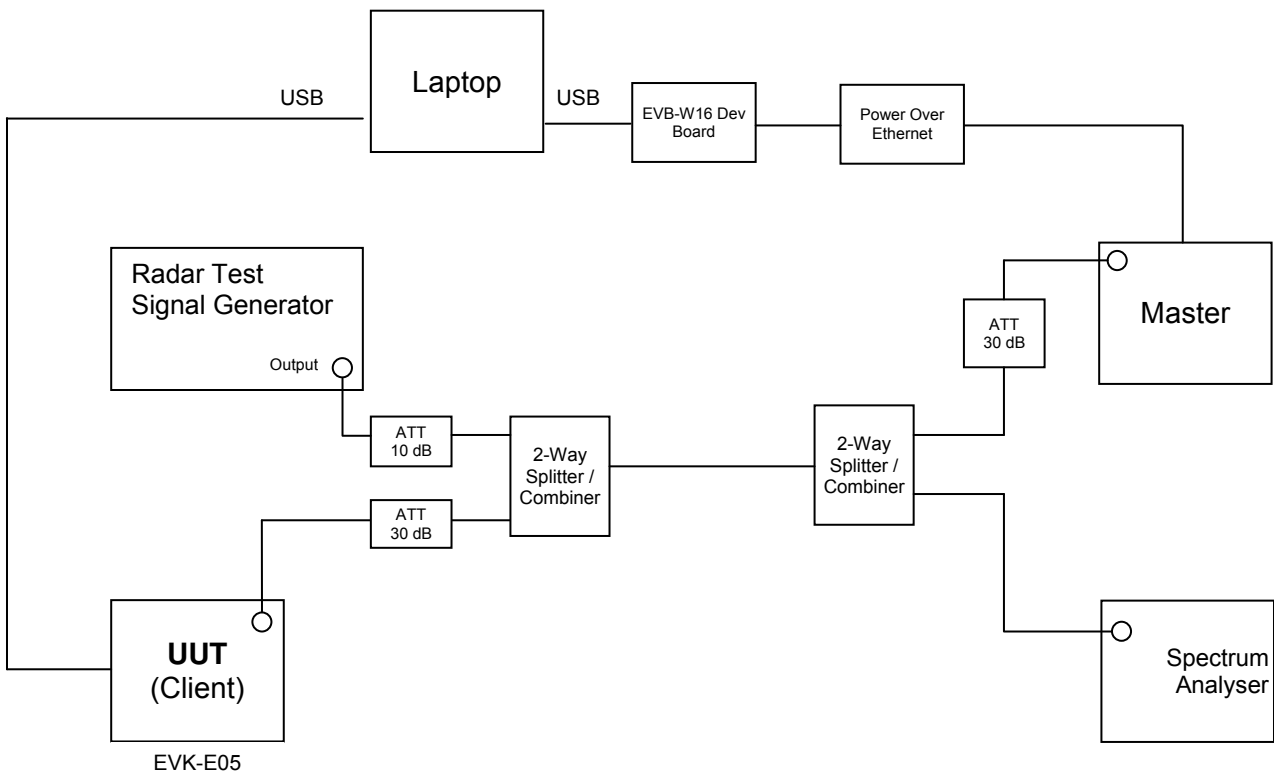 Laptop
USB
USB
EVB-W16 Dev
Board
Power Over
Ethernet
Radar Test
Signal Generator
Output
Master
ATT
30 dB
ATT
10 dB
2-Way
Splitter /
Combiner
2-Way
Splitter /
Combiner
ATT
30 dB
UUT
(Client)
EVK-E05
Spectrum
Analyser